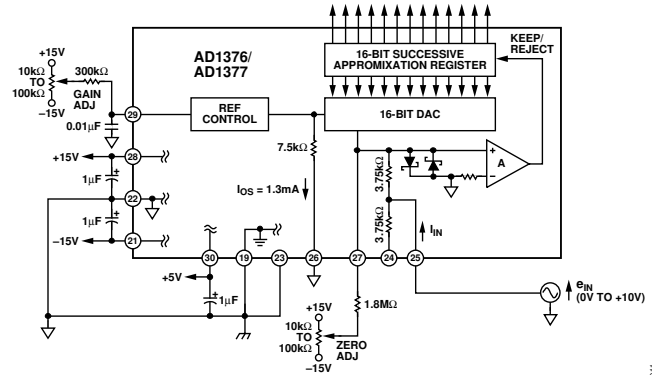 KEEP/
REJECT
AD1376/
AD1377
16-BIT SUCCESSIVE
APPROMIXATION REGISTER
+15V
10kΩ
TO
100kΩ
–15V
300kΩ
GAIN
ADJ
29
REF
CONTROL
16-BIT DAC
0.01µF
7.5kΩ
A
+
–
+15V
28
1µF
+
22
3.75kΩ
3.75kΩ
IOS = 1.3mA
IIN
1µF
+
–15V
21
30
19
23
26
27
24
25
+5V
+
1µF
1.8MΩ
eIN
(0V TO +10V)
+15V
10kΩ
TO
100kΩ
–15V
ZERO
ADJ